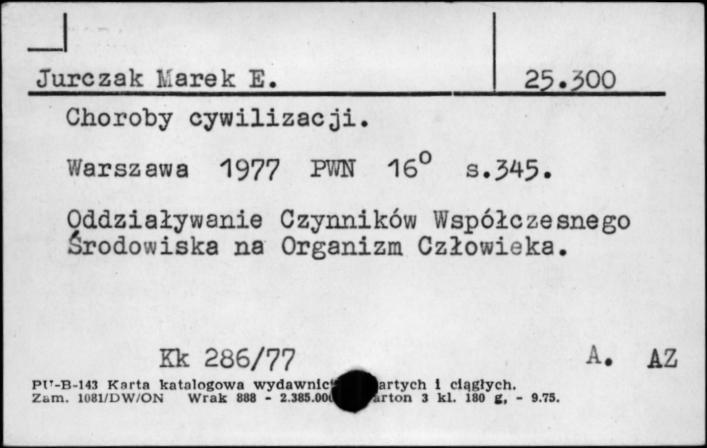 Jurczak Marek E. 25.300
Choroby cywilizacji.
Warszawa 1977 PWN 16° s.345.
Oddziaływanie Czynników Współczesnego
Środowiska na Organizm Człowieka.
Kk 286/77 A. AZ
PU-B-143 Karta katalogowa wydawnic artych i ciągłych.
Zam. 1081/DW/ON Wrak 888 - 2.385.000 arton 3 kl. 180 g, - 9.75.